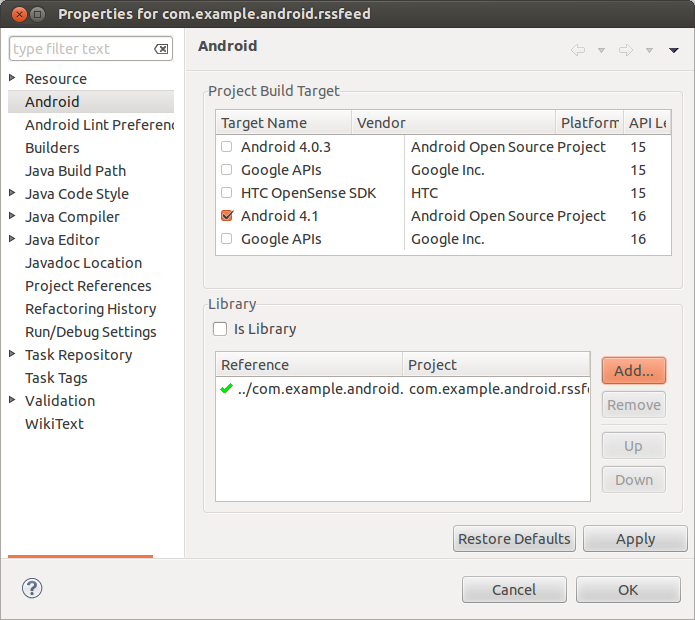 Properties for com.example.android.rssfeed
type filter text
Resource
Android
Android Lint Preferen
Builders
Java Build Path
Java Code Style
Java Compiler
Java Editor
Javadoc Location
Project References
Refactoring History
Run/Debug Settings
Task Repository
Task Tags
Validation
WikiText
Android
Project Build Target
Target Name Vendor Platform API Le
Android 4.0.3 Android Open Source Project 15
Google APIs Google Inc. 15
HTC OpenSense SDK HTC 15
Android 4.1 Android Open Source Project 16
Google APIs Google Inc. 16
Library
Is Library
Reference Project
../com.example.android. com.example.android.rssfe
Add...
Remove
Up
Down
Restore Defaults Apply
? Cancel OK